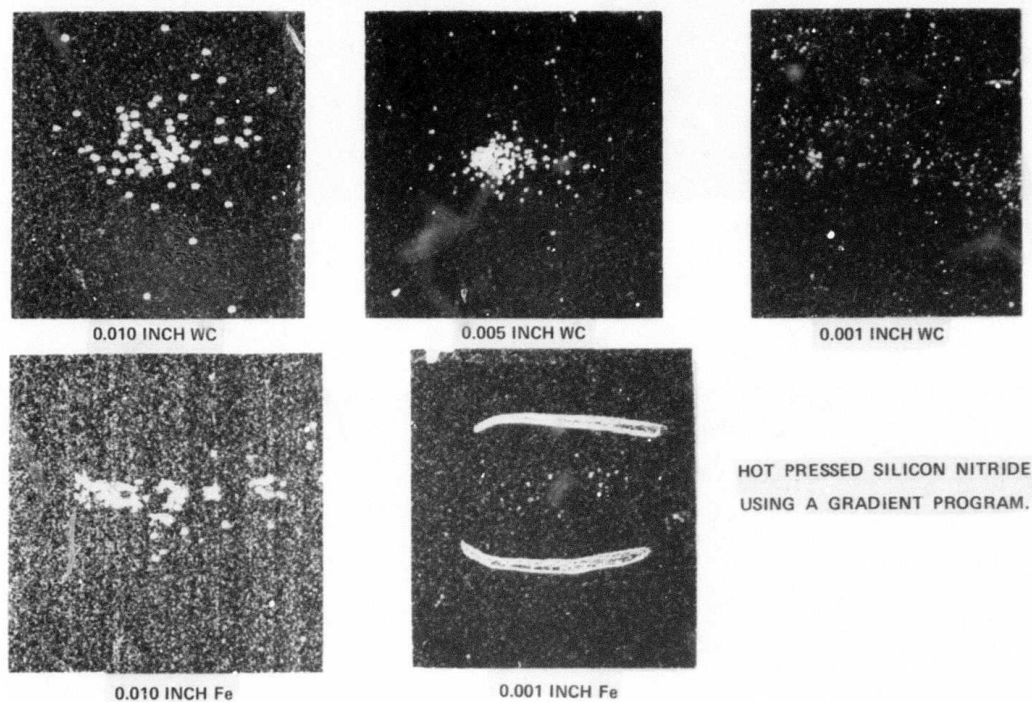 0.010 INCH WC
0.005 INCH WC
0.001 INCH WC
0.010 INCH Fe
0.001 INCH Fe
HOT PRESSED SILICON NITRIDE
USING A GRADIENT PROGRAM.